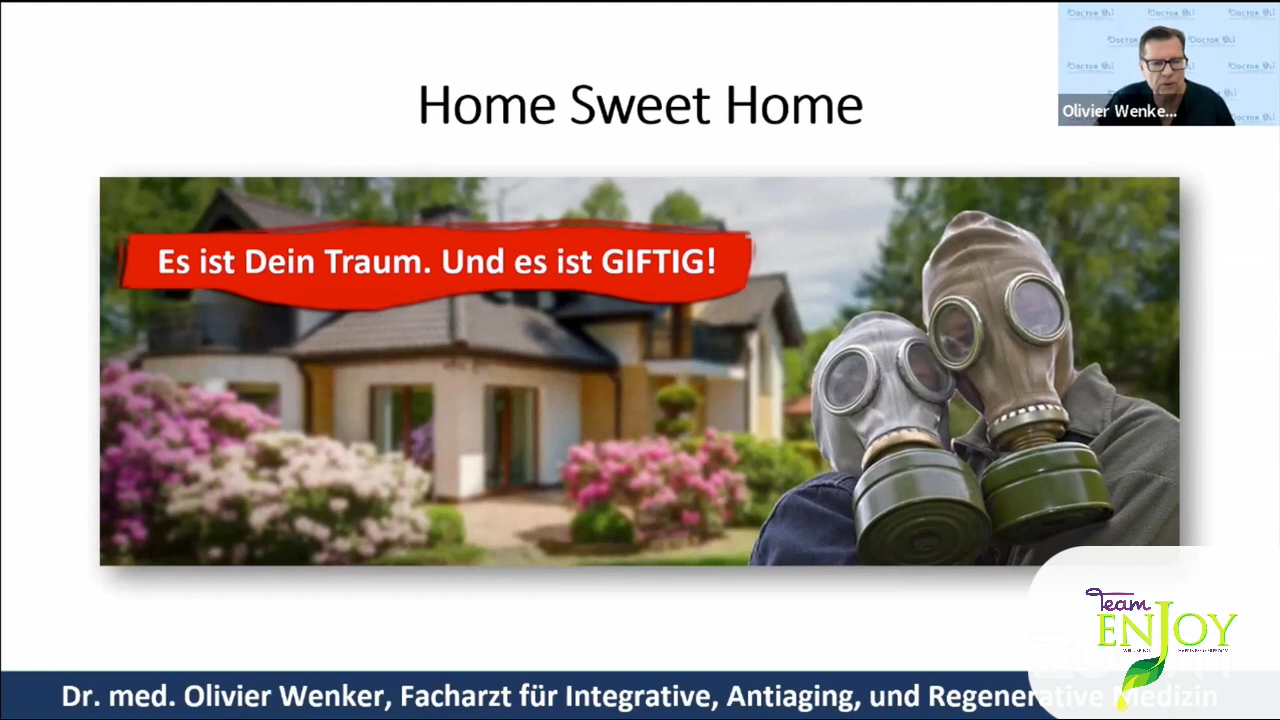 Home Sweet Home
Olivier Wenke...
Es ist Dein Traum. Und es ist GIFTIG!
Team
ENJOY
Dr. med. Olivier Wenker, Facharzt für Integrative, Antiaging, und Regenerative Medizin